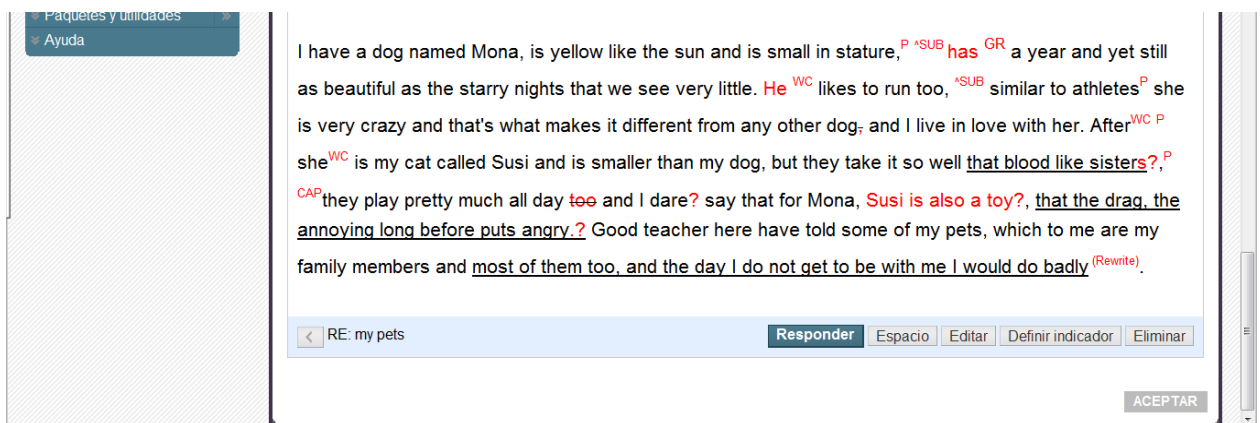 Paquetes y utilidades
Ayuda
I have a dog named Mona, is yellow like the sun and is small in stature,P ^SUB has GR a year and yet still
as beautiful as the starry nights that we see very little. He WC likes to run too, ^SUB similar to athletesP she
is very crazy and that's what makes it different from any other dog, and I live in love with her. AfterWC P
sheWC is my cat called Susi and is smaller than my dog, but they take it so well that blood like sisters?,P
CAPthey play pretty much all day too and I dare? say that for Mona, Susi is also a toy?, that the drag, the
annoying long before puts angry.? Good teacher here have told some of my pets, which to me are my
family members and most of them too, and the day I do not get to be with me I would do badly (Rewrite).
RE: my pets
Responder Espacio Editar Definir indicador Eliminar
ACEPTAR